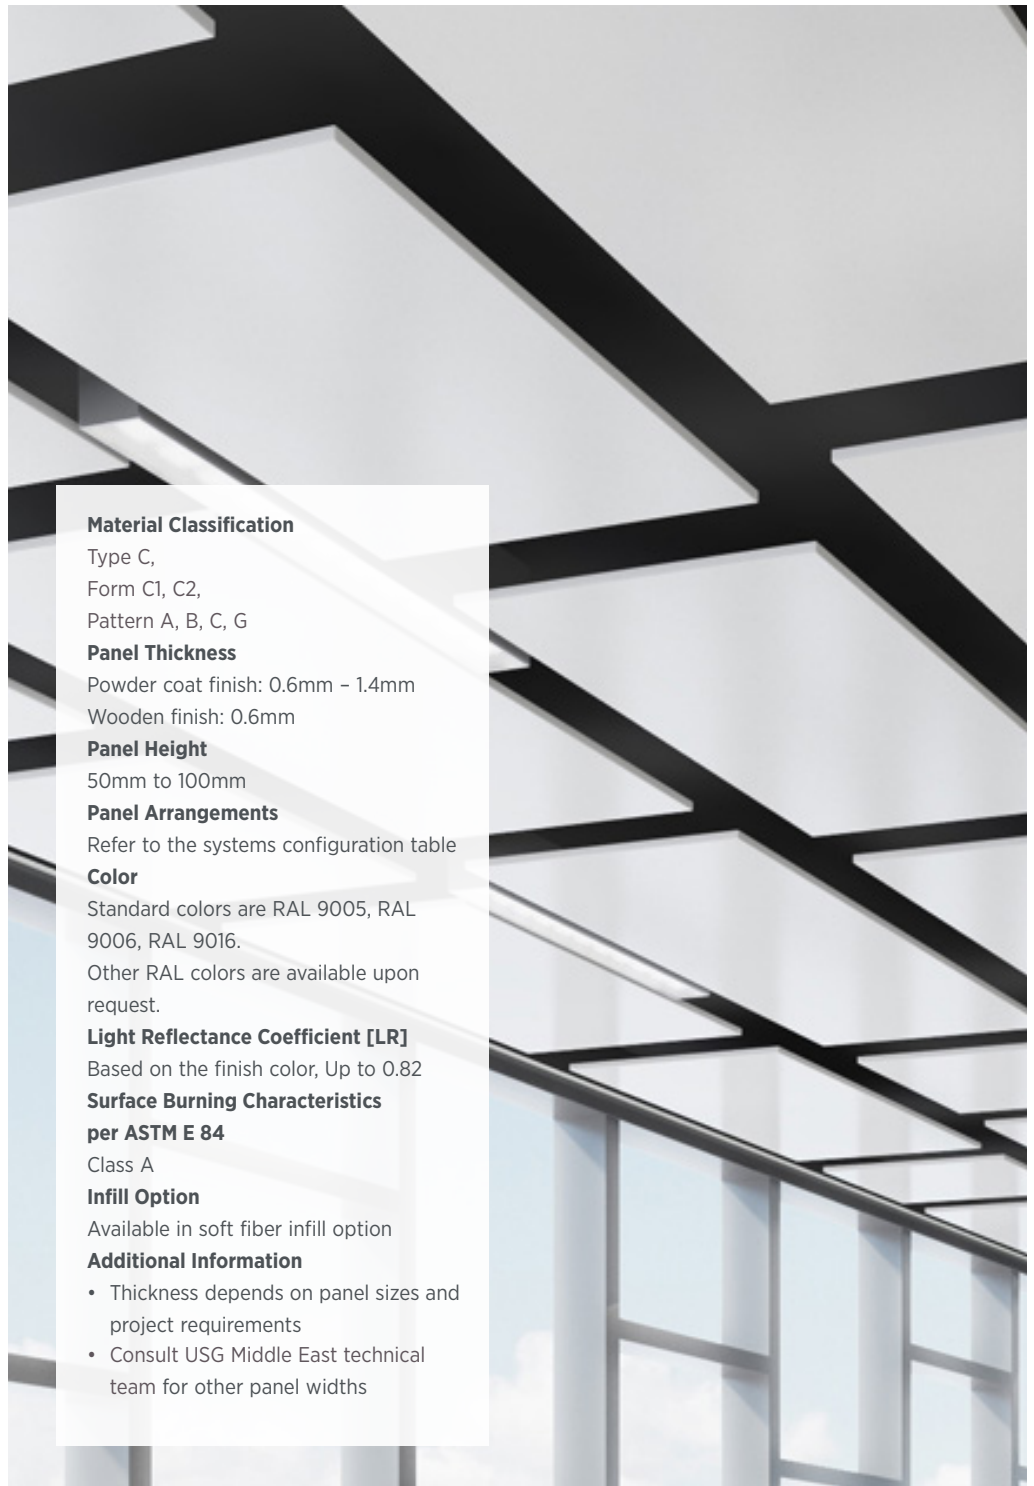 Material Classification
Type C,
Form C1, C2,
Pattern A, B, C, G
Panel Thickness
Powder coat finish: 0.6mm – 1.4mm
Wooden finish: 0.6mm
Panel Height
50mm to 100mm
Panel Arrangements
Refer to the systems configuration table
Color
Standard colors are RAL 9005, RAL
9006, RAL 9016.
Other RAL colors are available upon
request.
Light Reflectance Coefficient [LR]
Based on the finish color, Up to 0.82
Surface Burning Characteristics
per ASTM E 84
Class A
Infill Option
Available in soft fiber infill option
Additional Information
• Thickness depends on panel sizes and
project requirements
• Consult USG Middle East technical
team for other panel widths